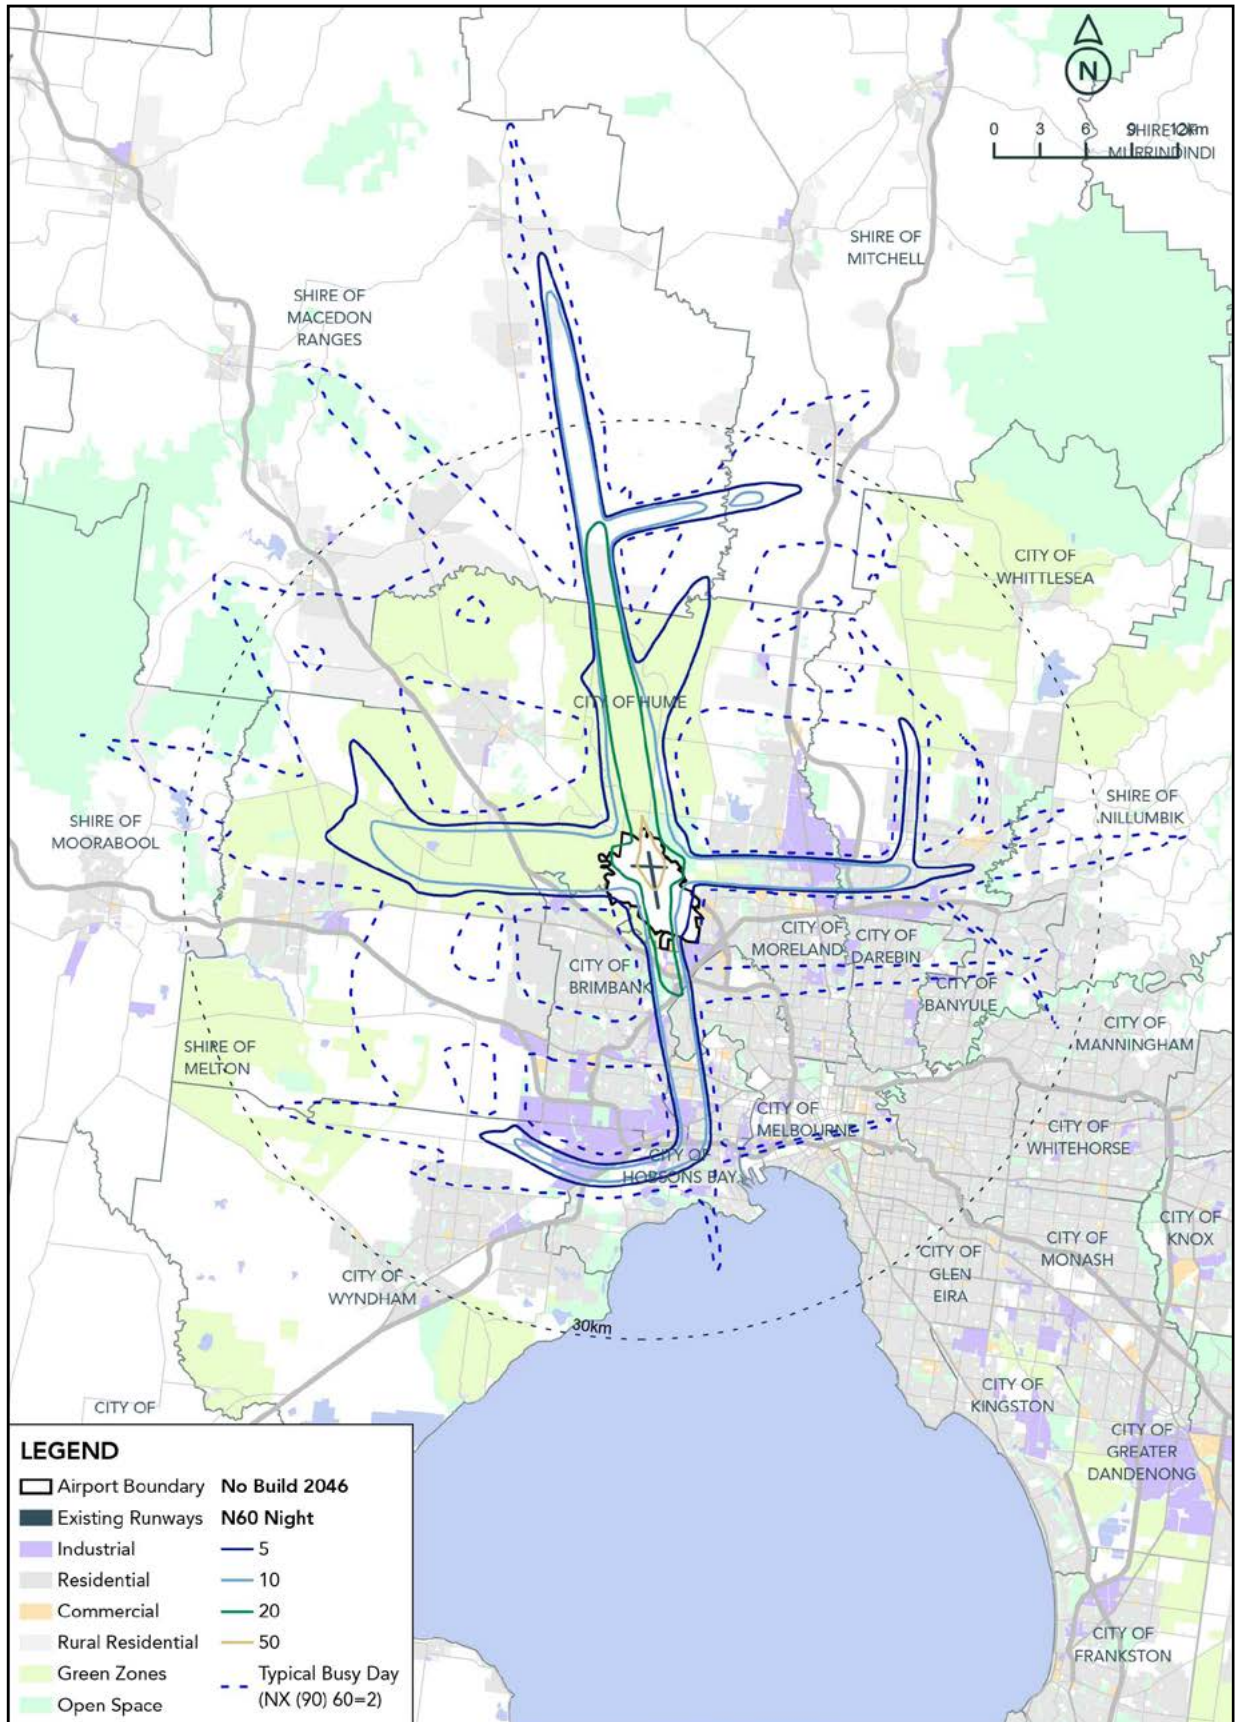 N
0 3 6 9 12km
SHIRE OF
MURRINDINDI
SHIRE OF
MITCHELL
SHIRE OF
MACEDON
RANGES
CITY OF
WHITTLESEA
CITY OF HUME
SHIRE OF
NILLUMBIK
SHIRE OF
MOORABOOL
CITY OF
MORELAND
CITY OF
DAREBIN
CITY OF
BRIMBANK
CITY OF
BANYULE
CITY OF
MANNINGHAM
SHIRE OF
MELTON
CITY OF
MELBOURNE
CITY OF
WHITEHORSE
CITY OF
HOBSONS BAY
CITY OF
KNOX
CITY OF
MONASH
CITY OF
GLEN
EIRA
CITY OF
WYNDHAM
30km
CITY OF
KINGSTON
CITY OF
CITY OF
GREATER
DANDENONG
CITY OF
FRANKSTON
LEGEND
Airport Boundary
Existing Runways
Industrial
Residential
Commercial
Rural Residential
Green Zones
Open Space
No Build 2046
N60 Night
5
10
20
50
Typical Busy Day
(NX (90) 60=2)